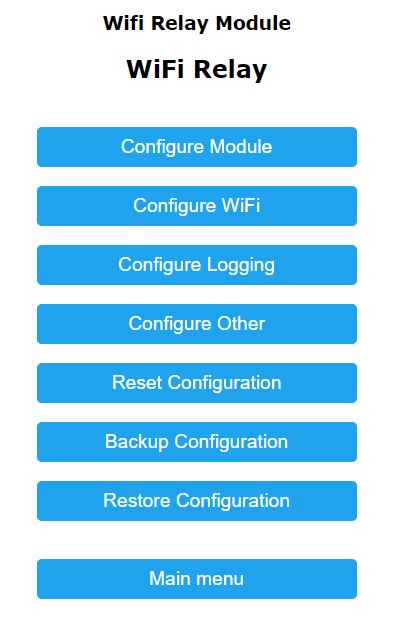 Wifi Relay Module
WiFi Relay
Configure Module
Configure WiFi
Configure Logging
Configure Other
Reset Configuration
Backup Configuration
Restore Configuration
Main menu